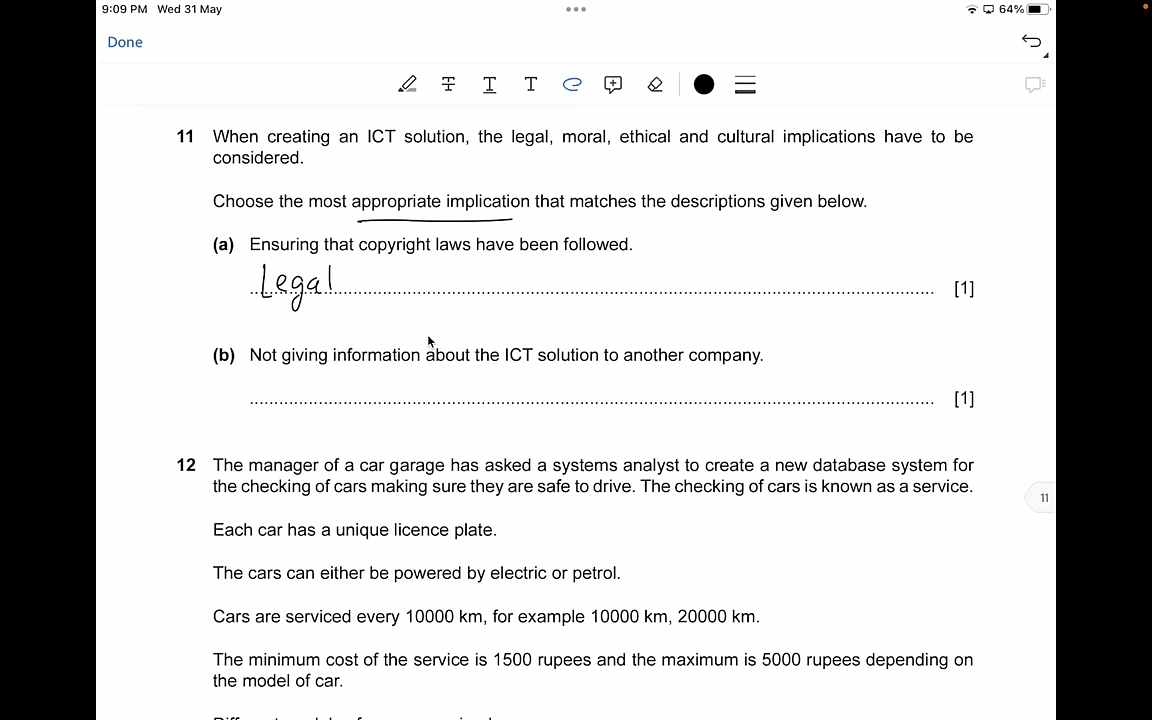 9:09 PM Wed 31 May
64%
Done
T T T
11 When creating an ICT solution, the legal, moral, ethical and cultural implications have to be
considered.
Choose the most appropriate implication that matches the descriptions given below.
(a) Ensuring that copyright laws have been followed.
Legal
.......................................................................................................................... [1]
(b) Not giving information about the ICT solution to another company.
.......................................................................................................................... [1]
11
12 The manager of a car garage has asked a systems analyst to create a new database system for
the checking of cars making sure they are safe to drive. The checking of cars is known as a service.
Each car has a unique licence plate.
The cars can either be powered by electric or petrol.
Cars are serviced every 10000 km, for example 10000 km, 20000 km.
The minimum cost of the service is 1500 rupees and the maximum is 5000 rupees depending on
the model of car.